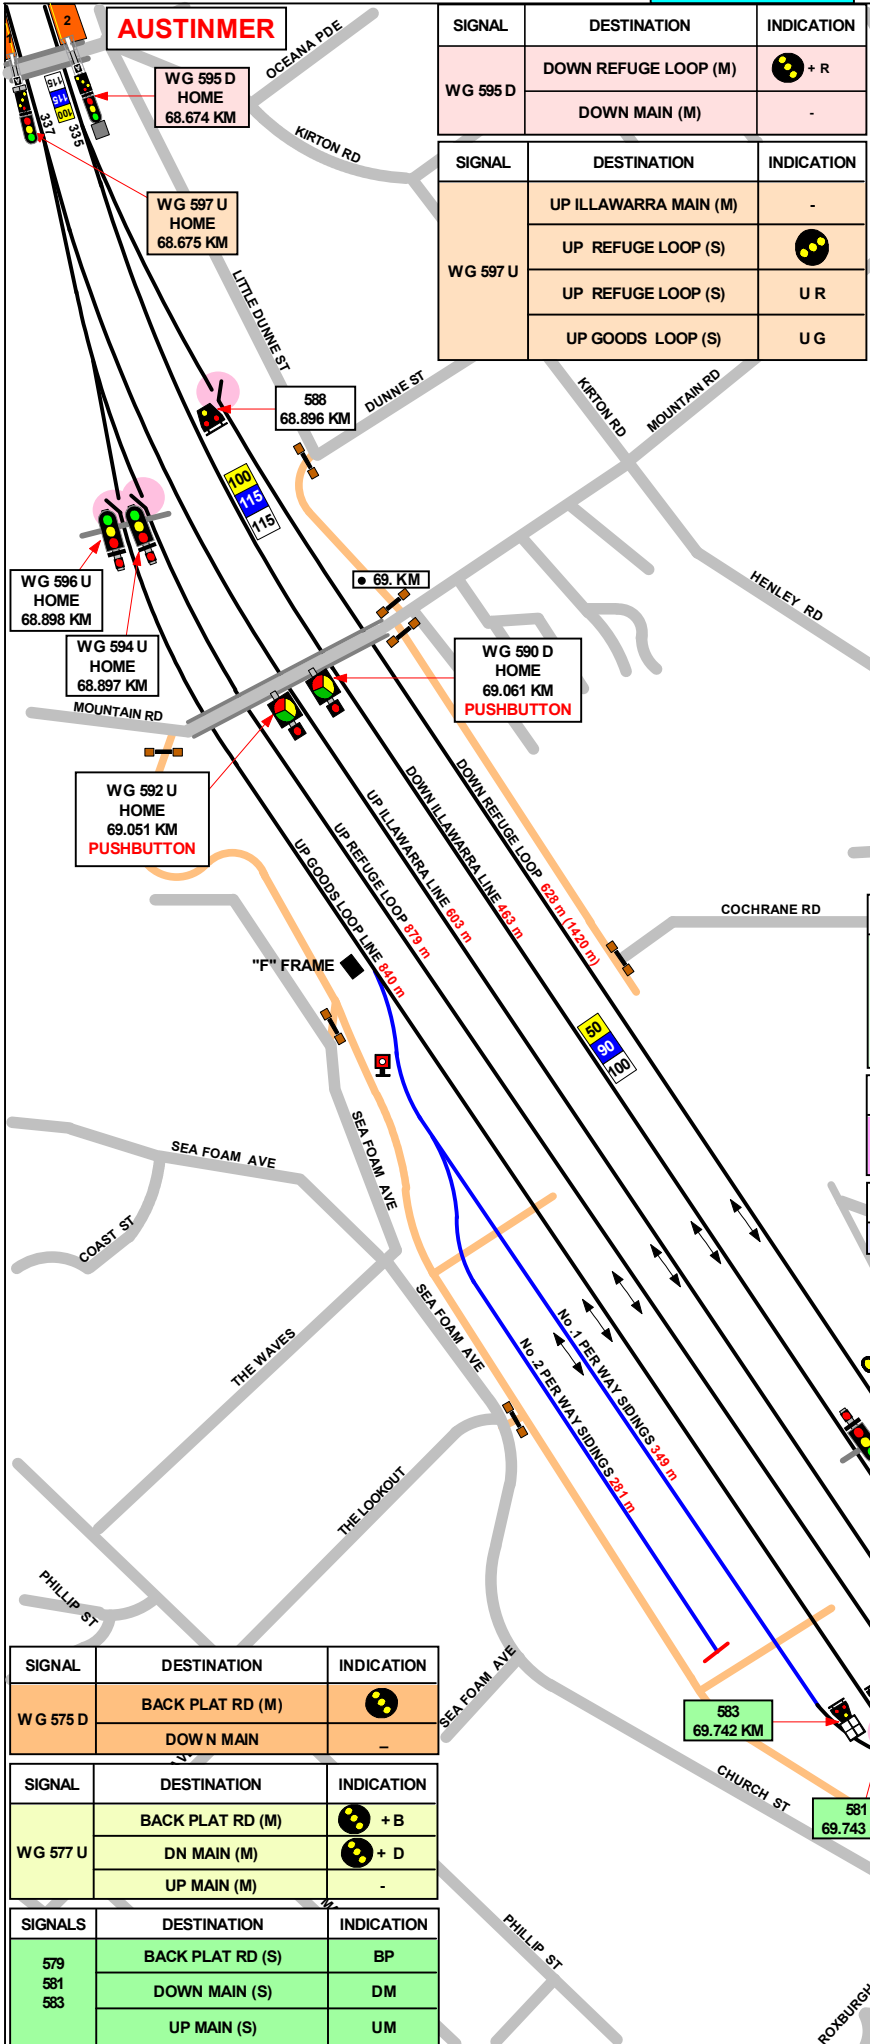 2
AUSTINMER
SIGNAL DESTINATION INDICATION
WG 595 D
DOWN REFUGE LOOP (M) + R
DOWN MAIN (M) -
SIGNAL DESTINATION INDICATION
WG 597 U
UP ILLAWARRA MAIN (M) -
UP REFUGE LOOP (S)
UP REFUGE LOOP (S) U R
UP GOODS LOOP (S) U G
OCEANA PDE
WG 595 D
HOME
68.674 KM
115
115
100
337
335
KIRTON RD
WG 597 U
HOME
68.675 KM
LITTLE DUNNE ST
588
68.896 KM
DUNNE ST
KIRTON RD
MOUNTAIN RD
100
115
115
WG 596 U
HOME
68.898 KM
69. KM
HENLEY RD
WG 594 U
HOME
68.897 KM
WG 590 D
HOME
69.061 KM
PUSHBUTTON
MOUNTAIN RD
WG 592 U
HOME
69.051 KM
PUSHBUTTON
DOWN REFUGE LOOP 628 m (1420 m)
DOWN ILLAWARRA LINE 463 m
UP ILLAWARRA LINE 603 m
UP REFUGE LOOP 879 m
UP GOODS LOOP LINE 840 m
COCHRANE RD
"F" FRAME
50
90
100
SEA FOAM AVE
SEA FOAM AVE
COAST ST
SEA FOAM AVE
THE WAVES
No .1 PER WAY SIDINGS 349 m
No .2 PER WAY SIDINGS 281 m
THE LOOKOUT
PHILLIP ST
SEA FOAM AVE
SIGNAL DESTINATION INDICATION
WG 575 D
BACK PLAT RD (M)
DOWN MAIN _
583
69.742 KM
CHURCH ST
581
69.743
SIGNAL DESTINATION INDICATION
WG 577 U
BACK PLAT RD (M) + B
DN MAIN (M) + D
UP MAIN (M) -
PHILLIP ST
SIGNALS DESTINATION INDICATION
579
581
583
BACK PLAT RD (S) BP
DOWN MAIN (S) DM
UP MAIN (S) UM
ROXBURGH